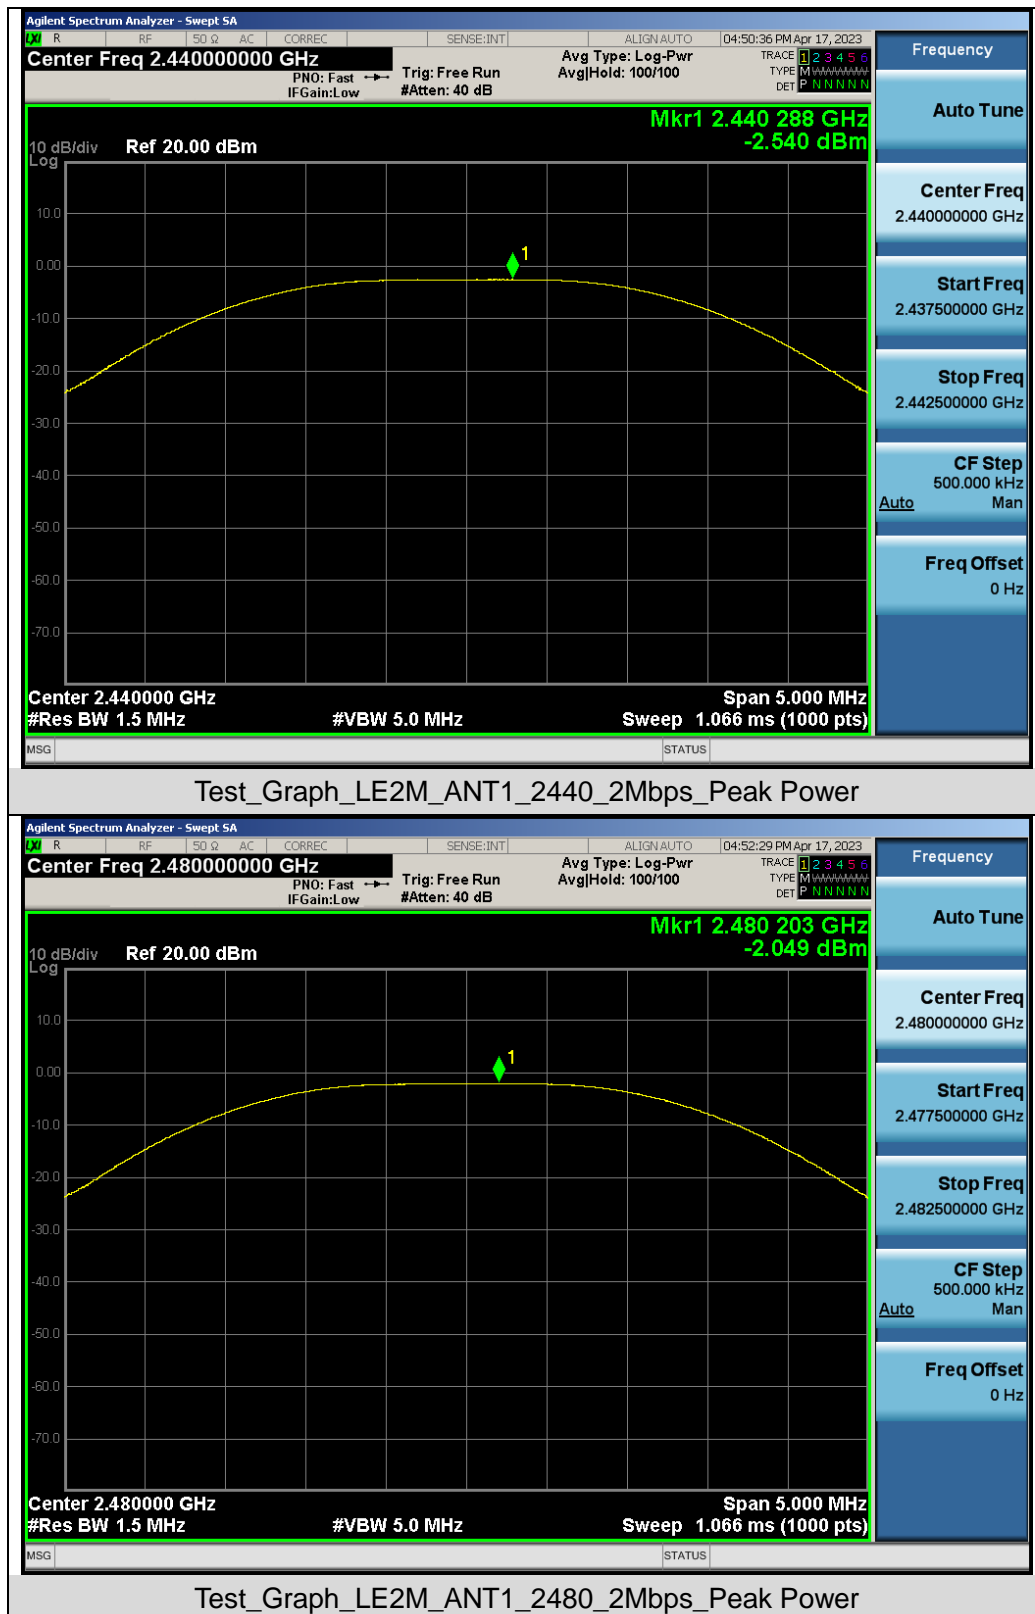 Agilent Spectrum Analyzer - Swept SA
LXI R RF 50 Ω AC CORREC SENSE:INT ALIGN AUTO 04:50:36 PM Apr 17, 2023
Center Freq 2.440000000 GHz
PNO: Fast
IFGain:Low
Trig: Free Run
#Atten: 40 dB
Avg Type: Log-Pwr
Avg|Hold: 100/100
TRACE 1 2 3 4 5 6
TYPE M WWWWW
DET P N N N N N
Mkr1 2.440 288 GHz
-2.540 dBm
10 dB/div Ref 20.00 dBm
Log
10.0
1
0.00
-10.0
-20.0
-30.0
-40.0
-50.0
-60.0
-70.0
Center 2.440000 GHz Span 5.000 MHz
#Res BW 1.5 MHz #VBW 5.0 MHz Sweep 1.066 ms (1000 pts)
MSG STATUS
Frequency
Auto Tune
Center Freq
2.440000000 GHz
Start Freq
2.437500000 GHz
Stop Freq
2.442500000 GHz
CF Step
500.000 kHz
Auto Man
Freq Offset
0 Hz
Test_Graph_LE2M_ANT1_2440_2Mbps_Peak Power
Agilent Spectrum Analyzer - Swept SA
LXI R RF 50 Ω AC CORREC SENSE:INT ALIGN AUTO 04:52:29 PM Apr 17, 2023
Center Freq 2.480000000 GHz
PNO: Fast
IFGain:Low
Trig: Free Run
#Atten: 40 dB
Avg Type: Log-Pwr
Avg|Hold: 100/100
TRACE 1 2 3 4 5 6
TYPE M WWWWW
DET P N N N N N
Mkr1 2.480 203 GHz
-2.049 dBm
10 dB/div Ref 20.00 dBm
Log
10.0
1
0.00
-10.0
-20.0
-30.0
-40.0
-50.0
-60.0
-70.0
Center 2.480000 GHz Span 5.000 MHz
#Res BW 1.5 MHz #VBW 5.0 MHz Sweep 1.066 ms (1000 pts)
MSG STATUS
Frequency
Auto Tune
Center Freq
2.480000000 GHz
Start Freq
2.477500000 GHz
Stop Freq
2.482500000 GHz
CF Step
500.000 kHz
Auto Man
Freq Offset
0 Hz
Test_Graph_LE2M_ANT1_2480_2Mbps_Peak Power